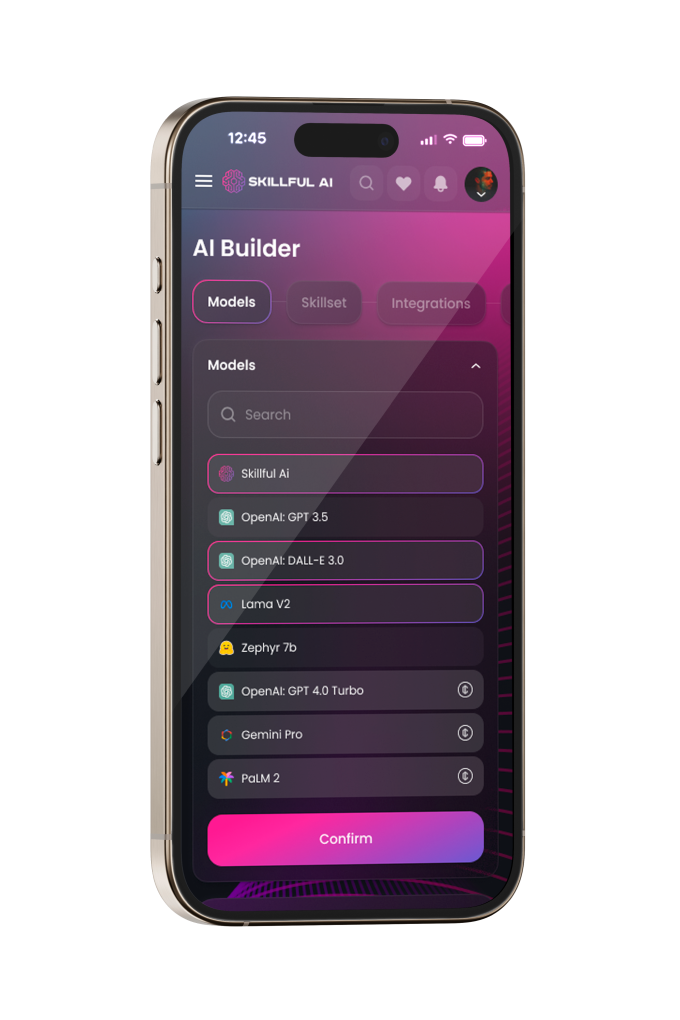 12:45
SKILLFUL AI
AI Builder
Models
Skillset
Integrations
Models
Search
Skillful Ai
OpenAI: GPT 3.5
OpenAI: DALL-E 3.0
Lama V2
Zephyr 7b
OpenAI: GPT 4.0 Turbo
Gemini Pro
PaLM 2
Confirm